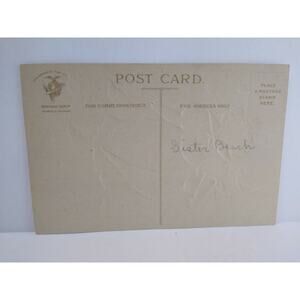 POST CARD.
PLACE
A POSTAGE
STAMP
HERE.
FOR CORRESPONDENCE
FOR ADDRESS ONLY
Sister Beach